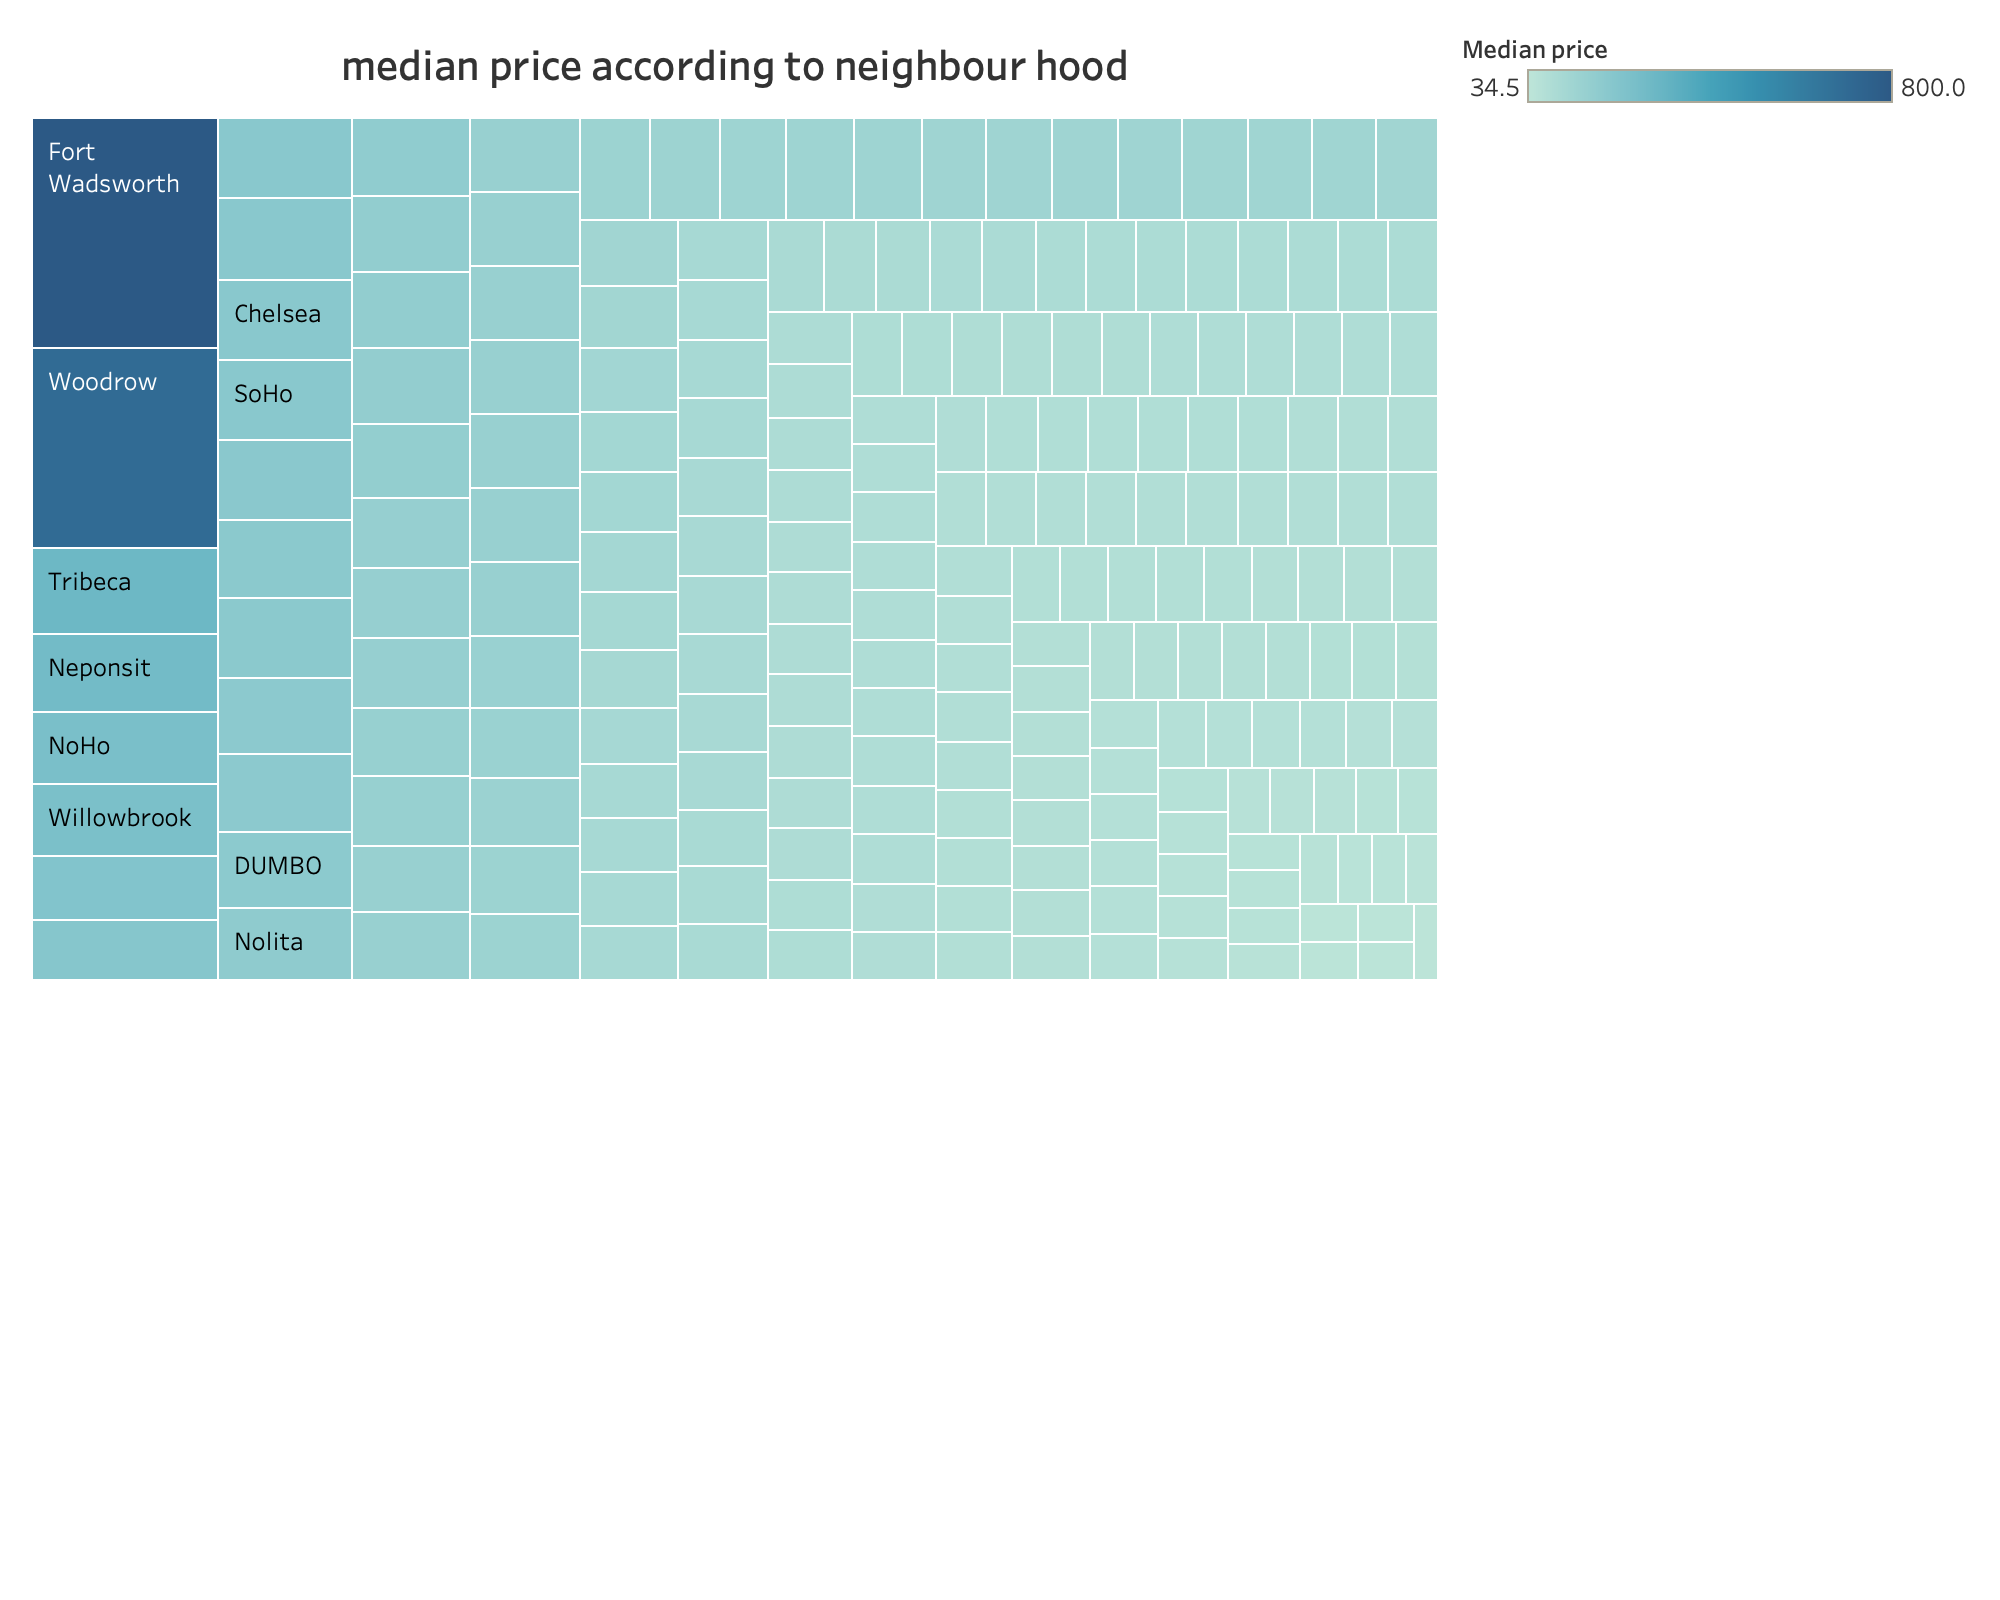 median price according to neighbour hood
Median price
34.5
800.0
Fort
Wadsworth
Woodrow
Tribeca
Neponsit
NoHo
Willowbrook
Chelsea
SoHo
DUMBO
Nolita